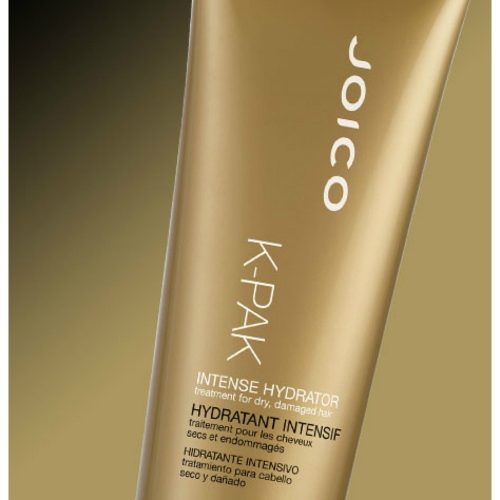 JOICO
K-PAK
INTENSE HYDRATOR
treatment for dry, damaged hair
HYDRATANT INTENSIF
traitement pour les cheveux
secs et endommagés
HIDRATANTE INTENSIVO
tratamiento para cabello
seco y dañado